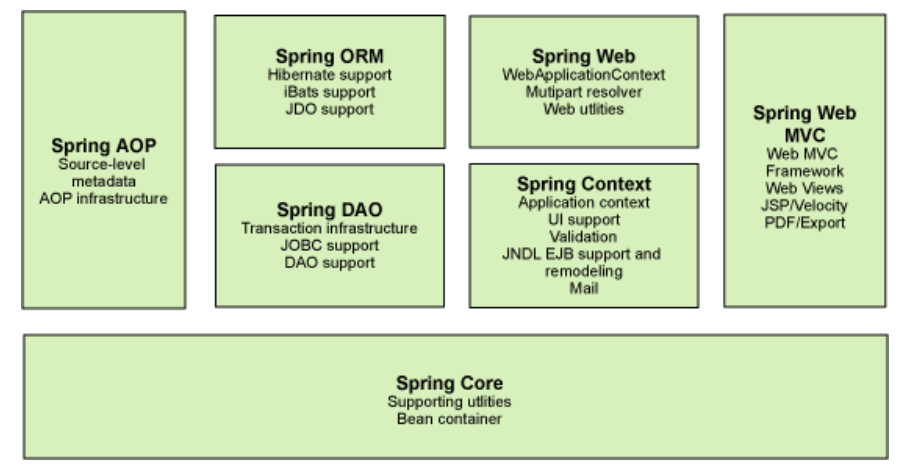 Spring AOP
Source-level
metadata
AOP infrastructure
Spring ORM
Hibernate support
iBats support
JDO support
Spring DAO
Transaction infrastructure
JOBC support
DAO support
Spring Web
WebApplicationContext
Mutipart resolver
Web utlities
Spring Context
Application context
UI support
Validation
JNDL EJB support and
remodeling
Mail
Spring Web
MVC
Web MVC
Framework
Web Views
JSP/Velocity
PDF/Export
Spring Core
Supporting utlities
Bean container